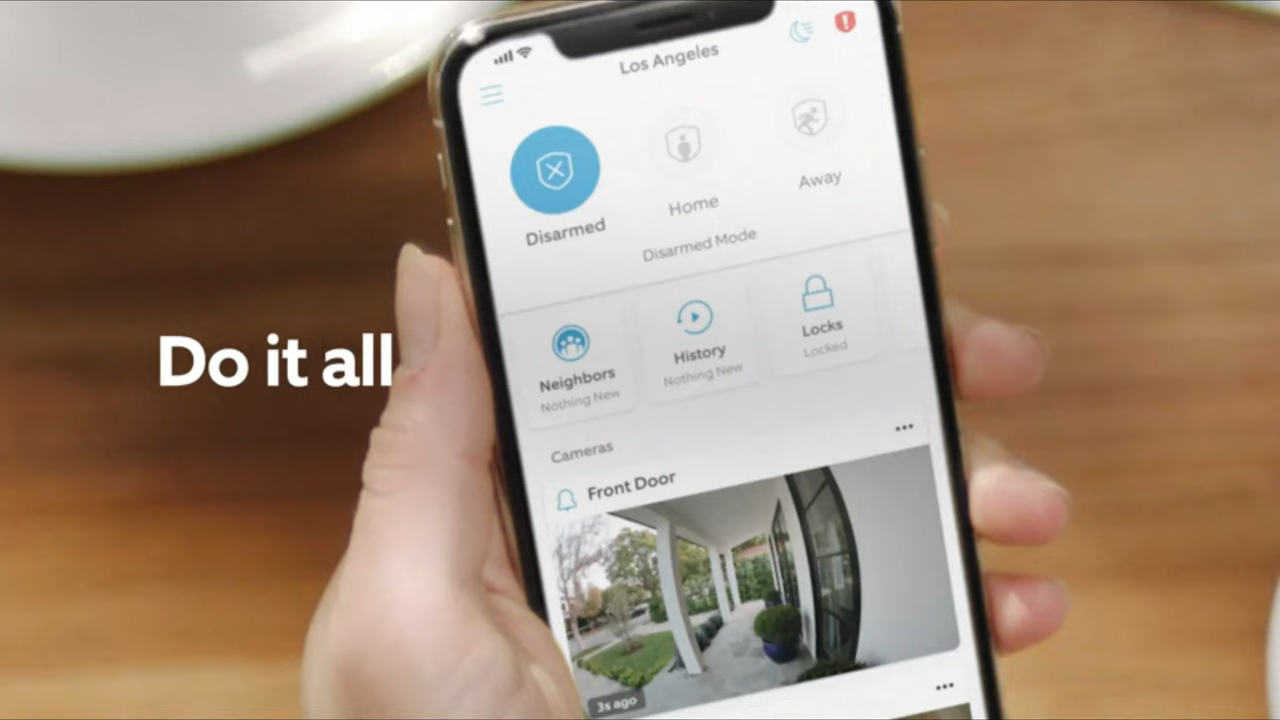 Los Angeles
Disarmed
Home
Away
Disarmed Mode
Neighbors
Nothing New
History
Nothing New
Locks
Locked
Cameras
Front Door
3s ago
Do it all